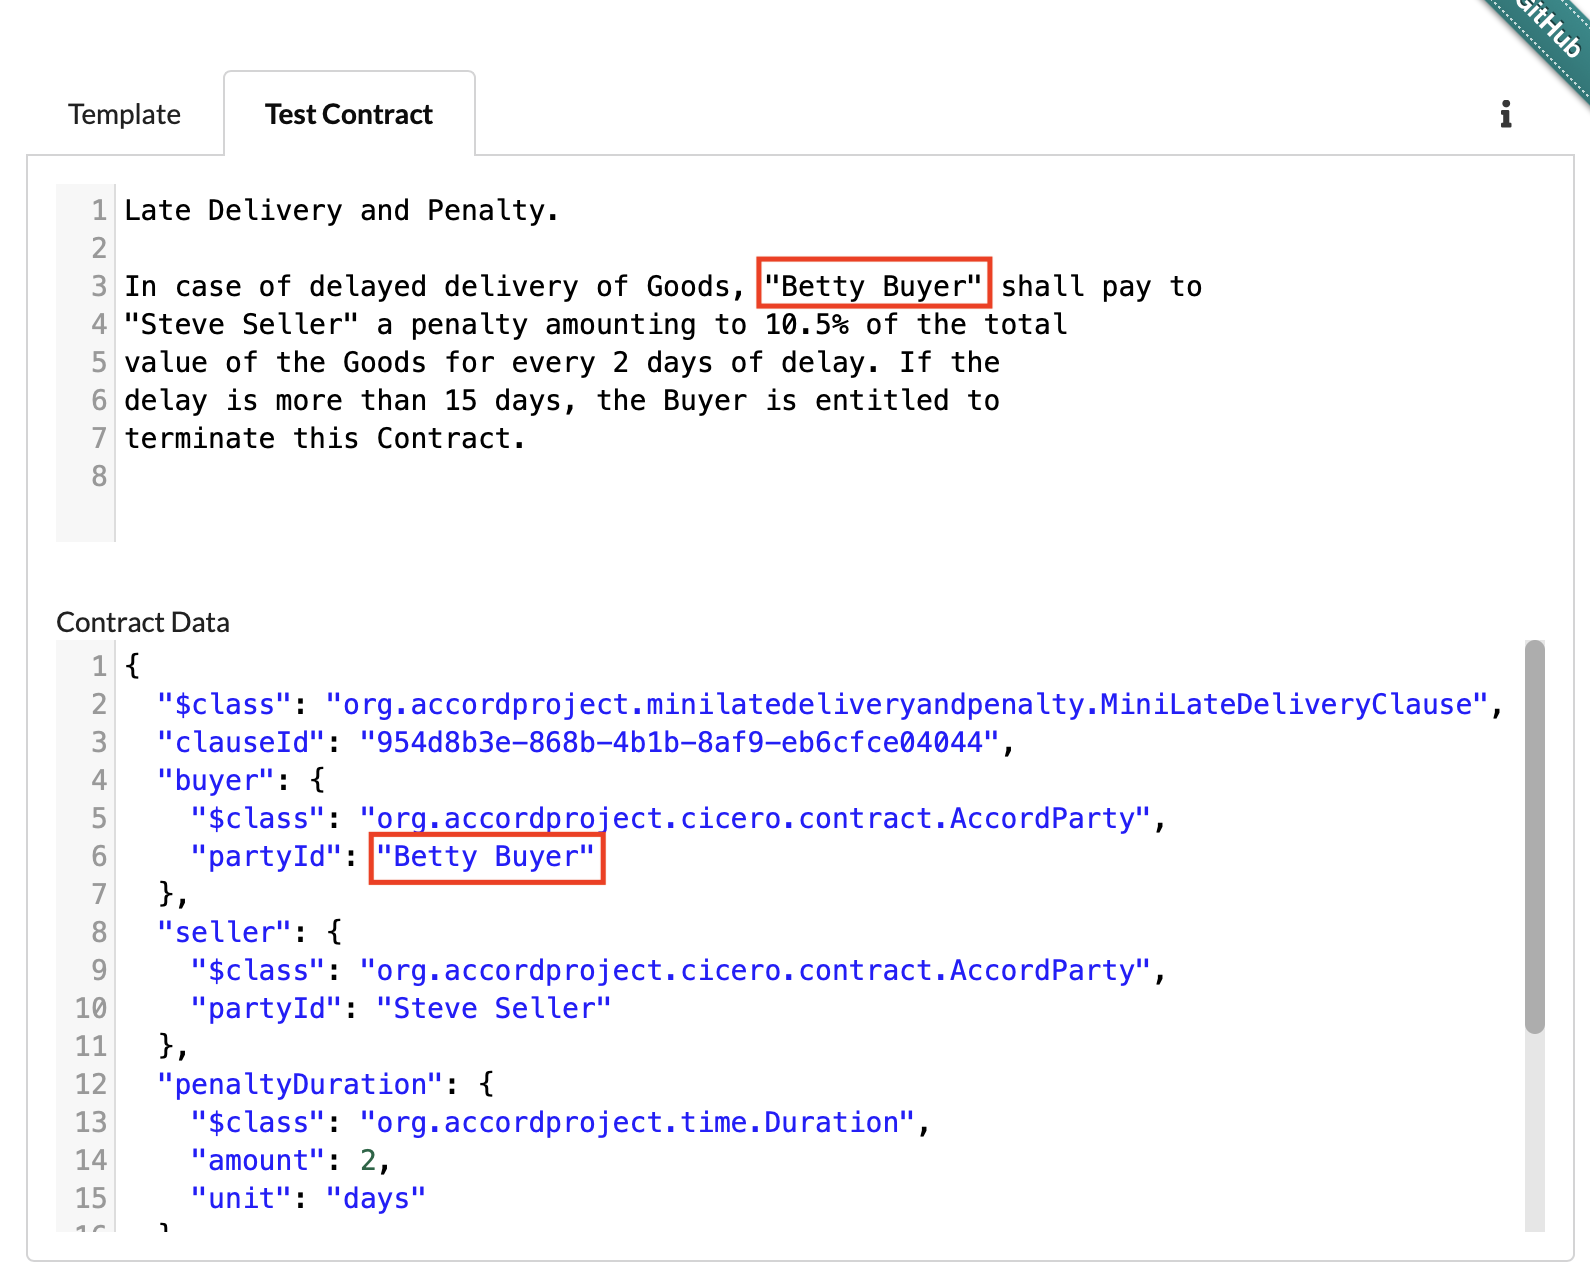 GitHub
Template
Test Contract
1 Late Delivery and Penalty.
2
3 In case of delayed delivery of Goods, "Betty Buyer" shall pay to
4 "Steve Seller" a penalty amounting to 10.5% of the total
5 value of the Goods for every 2 days of delay. If the
6 delay is more than 15 days, the Buyer is entitled to
7 terminate this Contract.
8
Contract Data
1 {
2   "$class": "org.accordproject.minilatedeliveryandpenalty.MiniLateDeliveryClause",
3   "clauseId": "954d8b3e-868b-4b1b-8af9-eb6cfce04044",
4   "buyer": {
5     "$class": "org.accordproject.cicero.contract.AccordParty",
6     "partyId": "Betty Buyer"
7   },
8   "seller": {
9     "$class": "org.accordproject.cicero.contract.AccordParty",
10     "partyId": "Steve Seller"
11   },
12   "penaltyDuration": {
13     "$class": "org.accordproject.time.Duration",
14     "amount": 2,
15     "unit": "days"
16   }